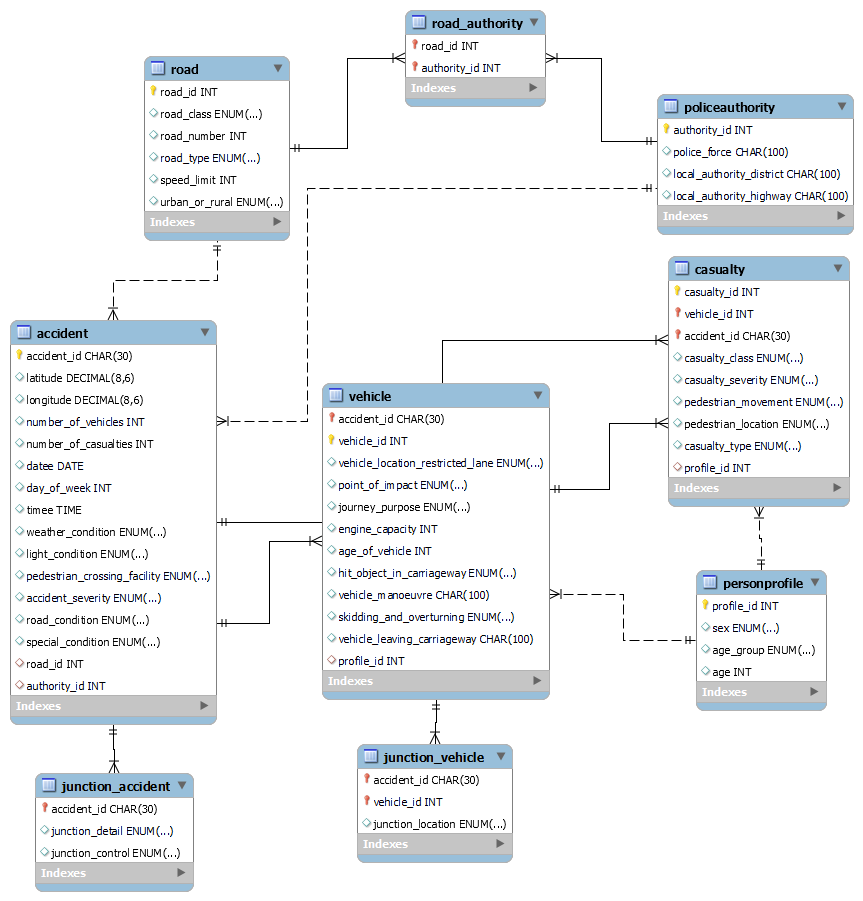 road_authority
road_id INT
authority_id INT
Indexes
road
road_id INT
road_class ENUM(...)
road_number INT
road_type ENUM(...)
speed_limit INT
urban_or_rural ENUM(...)
Indexes
policeauthority
authority_id INT
police_force CHAR(100)
local_authority_district CHAR(100)
local_authority_highway CHAR(100)
Indexes
casualty
casualty_id INT
vehicle_id INT
accident_id CHAR(30)
casualty_class ENUM(...)
casualty_severity ENUM(...)
pedestrian_movement ENUM(...)
pedestrian_location ENUM(...)
casualty_type ENUM(...)
profile_id INT
Indexes
accident
accident_id CHAR(30)
latitude DECIMAL(8,6)
longitude DECIMAL(8,6)
number_of_vehicles INT
number_of_casualties INT
datee DATE
day_of_week INT
timee TIME
weather_condition ENUM(...)
light_condition ENUM(...)
pedestrian_crossing_facility ENUM(...)
accident_severity ENUM(...)
road_condition ENUM(...)
special_condition ENUM(...)
road_id INT
authority_id INT
Indexes
vehicle
accident_id CHAR(30)
vehicle_id INT
vehicle_location_restricted_lane ENUM(...)
point_of_impact ENUM(...)
journey_purpose ENUM(...)
engine_capacity INT
age_of_vehicle INT
hit_object_in_carriageway ENUM(...)
vehicle_manoeuvre CHAR(100)
skidding_and_overturning ENUM(...)
vehicle_leaving_carriageway CHAR(100)
profile_id INT
Indexes
personprofile
profile_id INT
sex ENUM(...)
age_group ENUM(...)
age INT
Indexes
junction_accident
accident_id CHAR(30)
junction_detail ENUM(...)
junction_control ENUM(...)
Indexes
junction_vehicle
accident_id CHAR(30)
vehicle_id INT
junction_location ENUM(...)
Indexes